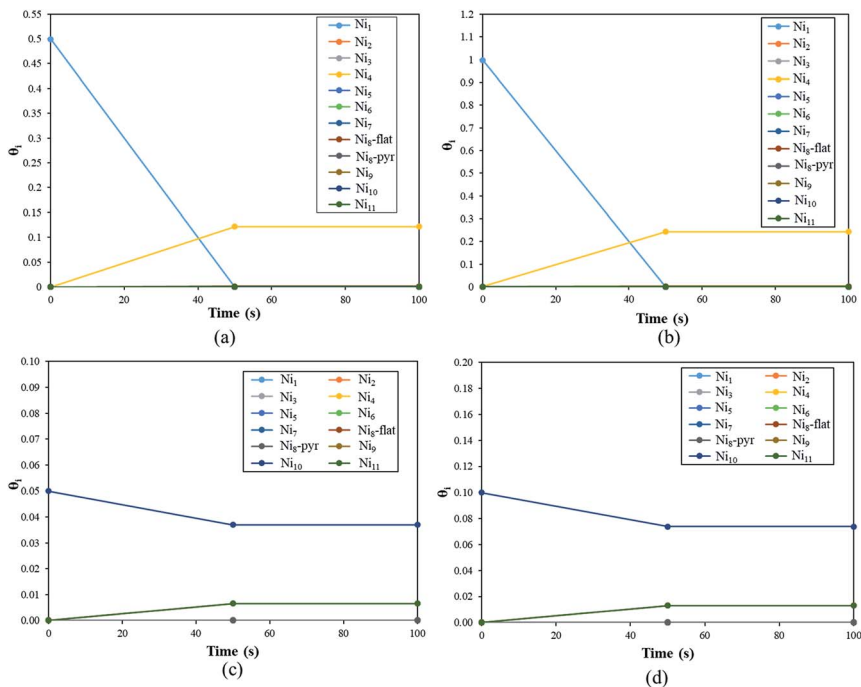 0.55
0.5
0.45
0.4
0.35
0.3
0.25
0.2
0.15
0.1
0.05
0
θi
0 20 40 60 80 100
Time (s)
Ni1
Ni2
Ni3
Ni4
Ni5
Ni6
Ni7
Ni8-flat
Ni8-pyr
Ni9
Ni10
Ni11
(a)
1.2
1.1
1
0.9
0.8
0.7
0.6
0.5
0.4
0.3
0.2
0.1
0
θi
0 20 40 60 80 100
Time (s)
Ni1
Ni2
Ni3
Ni4
Ni5
Ni6
Ni7
Ni8-flat
Ni8-pyr
Ni9
Ni10
Ni11
(b)
0.10
0.09
0.08
0.07
0.06
0.05
0.04
0.03
0.02
0.01
0.00
θi
0 20 40 60 80 100
Time (s)
Ni1 Ni2
Ni3 Ni4
Ni5 Ni6
Ni7 Ni8-flat
Ni8-pyr Ni9
Ni10 Ni11
(c)
0.20
0.18
0.16
0.14
0.12
0.10
0.08
0.06
0.04
0.02
0.00
θi
0 20 40 60 80 100
Time (s)
Ni1 Ni2
Ni3 Ni4
Ni5 Ni6
Ni7 Ni8-flat
Ni8-pyr Ni9
Ni10 Ni11
(d)